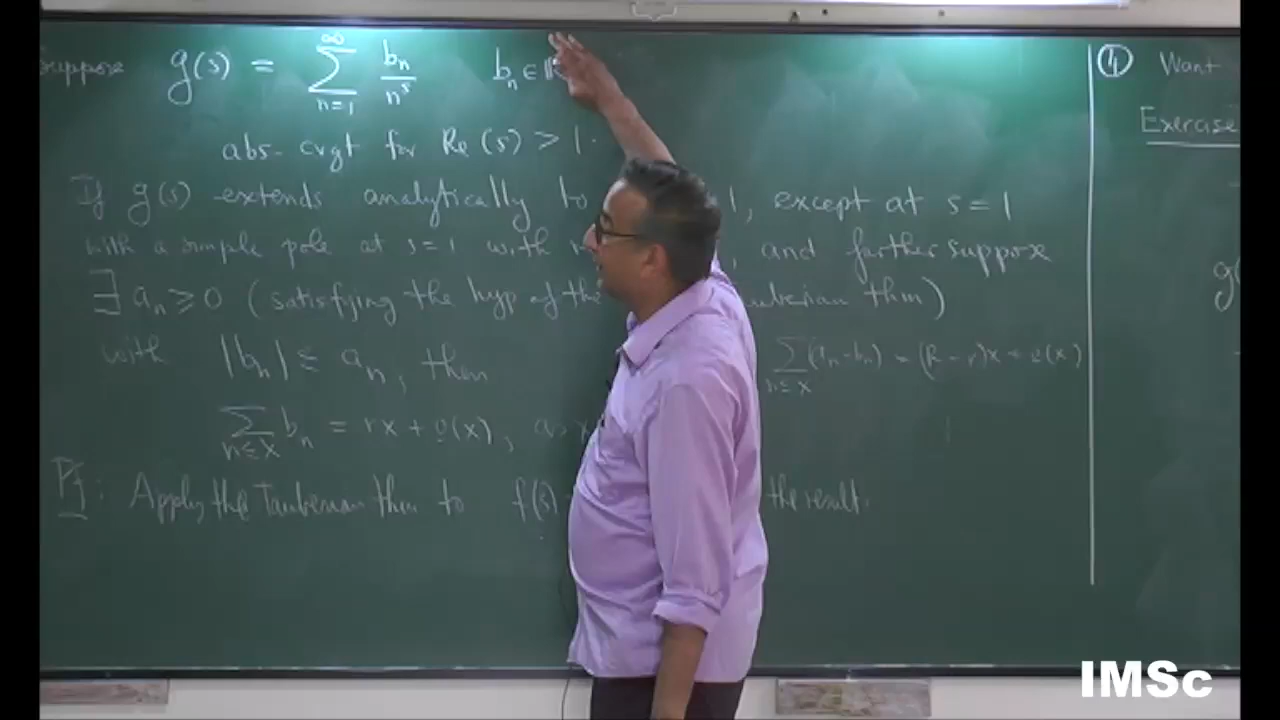 Suppose g(s) = ∑_{n=1}^{∞} b_n/n^s b_n ∈ ℝ
abs. cvgt for Re(s) > 1.
If g(s) extends analytically to 1, except at s = 1
with a simple pole at s = 1 with , and further suppose
∃ a_n ≥ 0 (satisfying the hyp of the uberian thm)
with |b_n| ≤ a_n, then
∑_{n≤x} (a_n - b_n) = (R - r)x + o(x)
∑_{n≤x} b_n = rx + o(x), as x
Pf: Apply the Tauberian thm to f(s) the result.
④ Want
Exercise
g(
IMSc